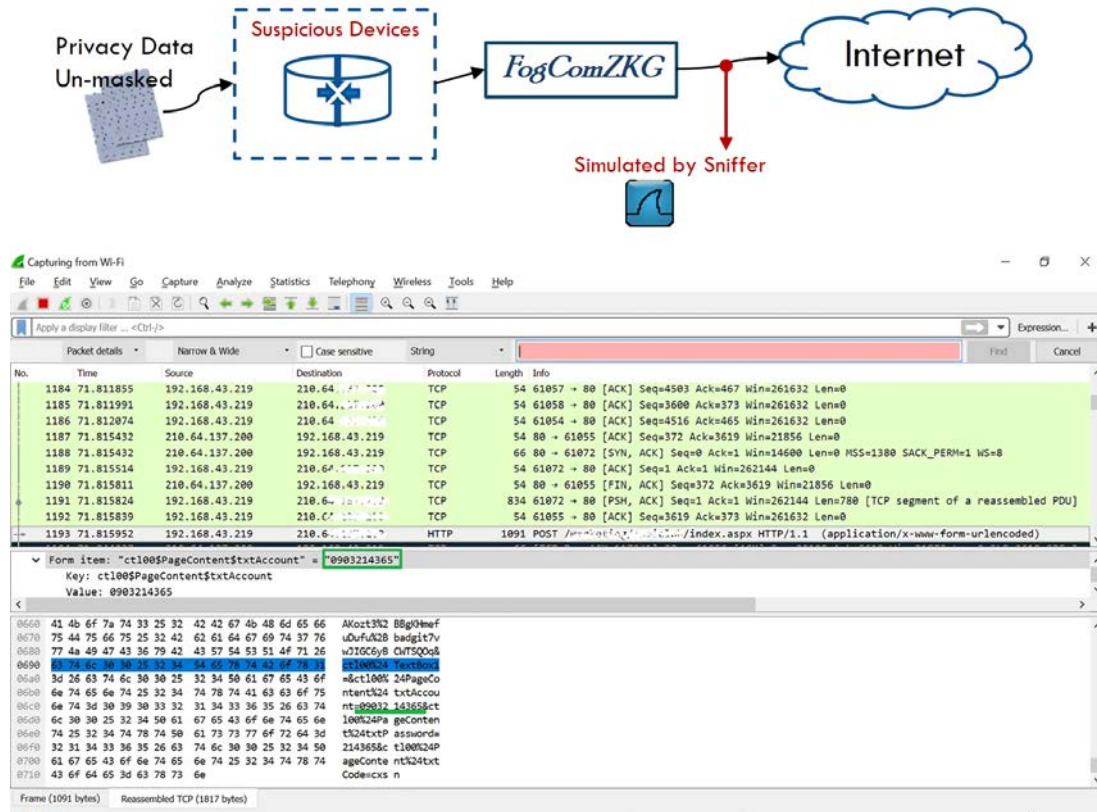 Suspicious Devices
Privacy Data
Un-masked
FogComZKG
Internet
Simulated by Sniffer
Capturing from Wi-Fi
File Edit View Go Capture Analyze Statistics Telephony Wireless Tools Help
Apply a display filter ... <Ctrl-/> Expression... +
Packet details Narrow & Wide Case sensitive String Find Cancel
No. Time Source Destination Protocol Length Info
1184 71.811855 192.168.43.219 210.64. TCP 54 61057 → 80 [ACK] Seq=4503 Ack=467 Win=261632 Len=0
1185 71.811991 192.168.43.219 210.64. TCP 54 61058 → 80 [ACK] Seq=3600 Ack=373 Win=261632 Len=0
1186 71.812074 192.168.43.219 210.64 TCP 54 61054 → 80 [ACK] Seq=4516 Ack=465 Win=261632 Len=0
1187 71.815432 210.64.137.200 192.168.43.219 TCP 54 80 → 61055 [ACK] Seq=372 Ack=3619 Win=21856 Len=0
1188 71.815432 210.64.137.200 192.168.43.219 TCP 66 80 → 61072 [SYN, ACK] Seq=0 Ack=1 Win=14600 Len=0 MSS=1380 SACK_PERM=1 WS=8
1189 71.815514 192.168.43.219 210.64. TCP 54 61072 → 80 [ACK] Seq=1 Ack=1 Win=262144 Len=0
1190 71.815811 210.64.137.200 192.168.43.219 TCP 54 80 → 61055 [FIN, ACK] Seq=372 Ack=3619 Win=21856 Len=0
1191 71.815824 192.168.43.219 210.6 TCP 834 61072 → 80 [PSH, ACK] Seq=1 Ack=1 Win=262144 Len=780 [TCP segment of a reassembled PDU]
1192 71.815839 192.168.43.219 210. TCP 54 61055 → 80 [ACK] Seq=3619 Ack=373 Win=261632 Len=0
1193 71.815952 192.168.43.219 210.6 HTTP 1091 POST /index.aspx HTTP/1.1 (application/x-www-form-urlencoded)
Form item: "ctl00$PageContent$txtAccount" = "0903214365"
Key: ctl00$PageContent$txtAccount
Value: 0903214365
0660 41 4b 6f 7a 74 33 25 32 42 42 67 4b 48 6d 65 66 AKozt3%2 BBgKHmef
0670 75 44 75 66 75 25 32 42 62 61 64 67 69 74 37 76 uDufu%2B badgit7v
0680 77 4a 49 47 43 36 79 42 43 57 54 53 51 4f 71 26 wJIGC6yB CWTSQOq&
0690 63 74 6c 30 30 25 32 34 54 65 78 74 42 6f 78 31 ctl00%24 TextBox1
06a0 3d 26 63 74 6c 30 30 25 32 34 50 61 67 65 43 6f =&ctl00% 24PageCo
06b0 6e 74 65 6e 74 25 32 34 74 78 74 41 63 63 6f 75 ntent%24 txtAccou
06c0 6e 74 3d 30 39 30 33 32 31 34 33 36 35 26 63 74 nt=09032 14365&ct
06d0 6c 30 30 25 32 34 50 61 67 65 43 6f 6e 74 65 6e l00%24Pa geConten
06e0 74 25 32 34 74 78 74 50 61 73 73 77 6f 72 64 3d t%24txtP assword=
06f0 32 31 34 33 36 35 26 63 74 6c 30 30 25 32 34 50 214365&c tl00%24P
0700 61 67 65 43 6f 6e 74 65 6e 74 25 32 34 74 78 74 ageConte nt%24txt
0710 43 6f 64 65 3d 63 78 73 6e Code=cxs n
Frame (1091 bytes) Reassembled TCP (1817 bytes)